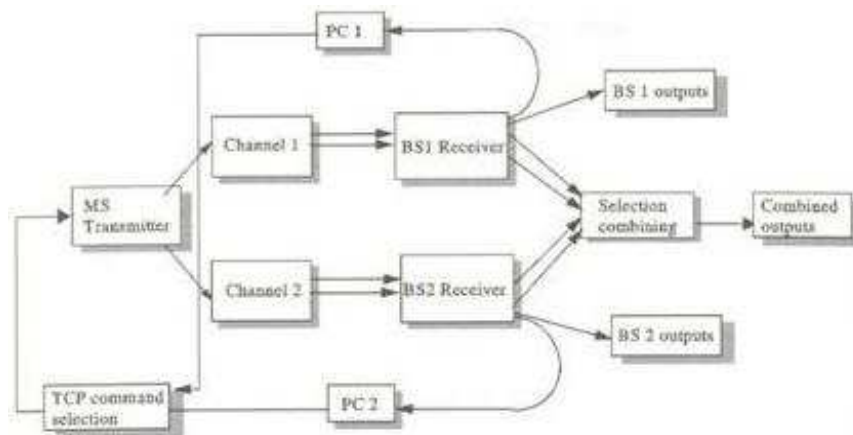 PC 1
BS 1 outputs
Channel 1
BS1 Receiver
MS
Transmitter
Selection
combining
Combined
outputs
Channel 2
BS2 Receiver
BS 2 outputs
TCP command
selection
PC 2